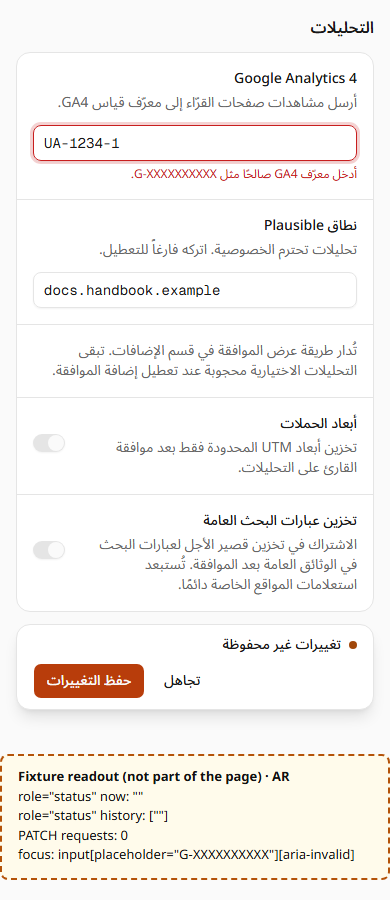 التحليلات
Google Analytics 4
أرسل مشاهدات صفحات القرّاء إلى معرّف قياس GA4.
UA-1234-1
أدخل معرّف GA4 صالحًا مثل G-XXXXXXXXXX.
نطاق Plausible
تحليلات تحترم الخصوصية. اتركه فارغاً للتعطيل.
docs.handbook.example
تُدار طريقة عرض الموافقة في قسم الإضافات. تبقى
التحليلات الاختيارية محجوبة عند تعطيل إضافة الموافقة.
أبعاد الحملات
تخزين أبعاد UTM المحدودة فقط بعد موافقة
القارئ على التحليلات.
تخزين عبارات البحث العامة
الاشتراك في تخزين قصير الأجل لعبارات البحث
في الوثائق العامة بعد الموافقة. تُستبعد
استعلامات المواقع الخاصة دائمًا.
تغييرات غير محفوظة
تجاهل
حفظ التغييرات
Fixture readout (not part of the page) · AR
role="status" now: ""
role="status" history: [""]
PATCH requests: 0
focus: input[placeholder="G-XXXXXXXXXX"][aria-invalid]